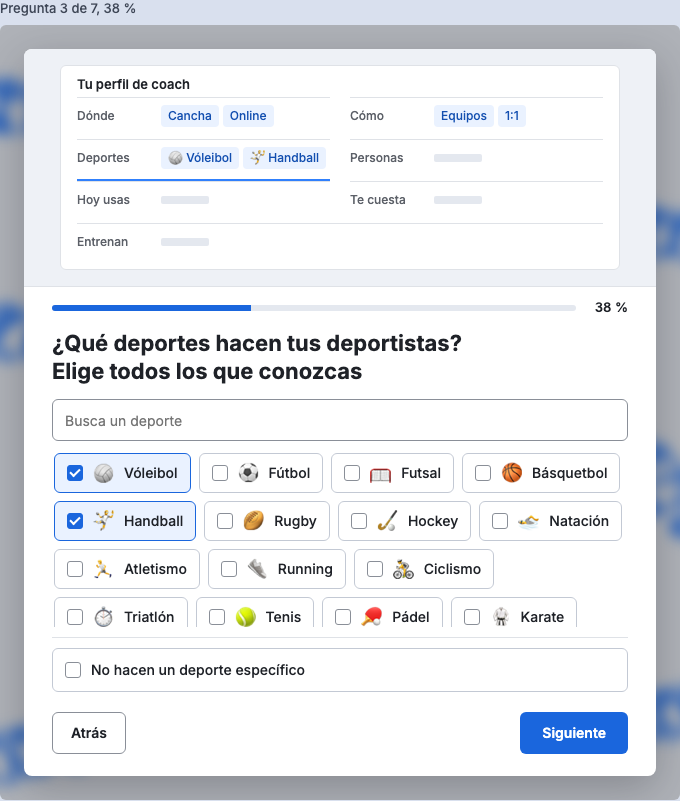 Pregunta 3 de 7, 38 %
Tu perfil de coach
Dónde Cancha Online
Cómo Equipos 1:1
Deportes Vóleibol Handball
Personas
Hoy usas
Te cuesta
Entrenan
38 %
¿Qué deportes hacen tus deportistas?
Elige todos los que conozcas
Busca un deporte
Vóleibol Fútbol Futsal Básquetbol
Handball Rugby Hockey Natación
Atletismo Running Ciclismo
Triatlón Tenis Pádel Karate
No hacen un deporte específico
Atrás Siguiente